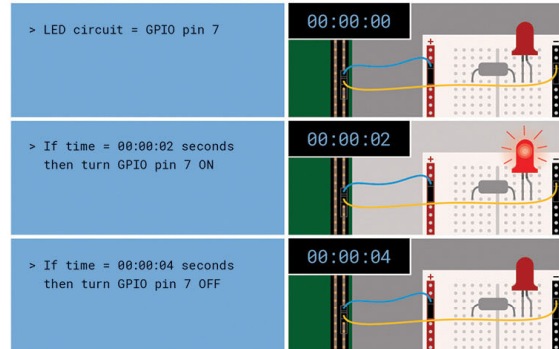 > LED circuit = GPIO pin 7
00:00:00
+
−
> If time = 00:00:02 seconds
then turn GPIO pin 7 ON
00:00:02
+
−
> If time = 00:00:04 seconds
then turn GPIO pin 7 OFF
00:00:04
+
−